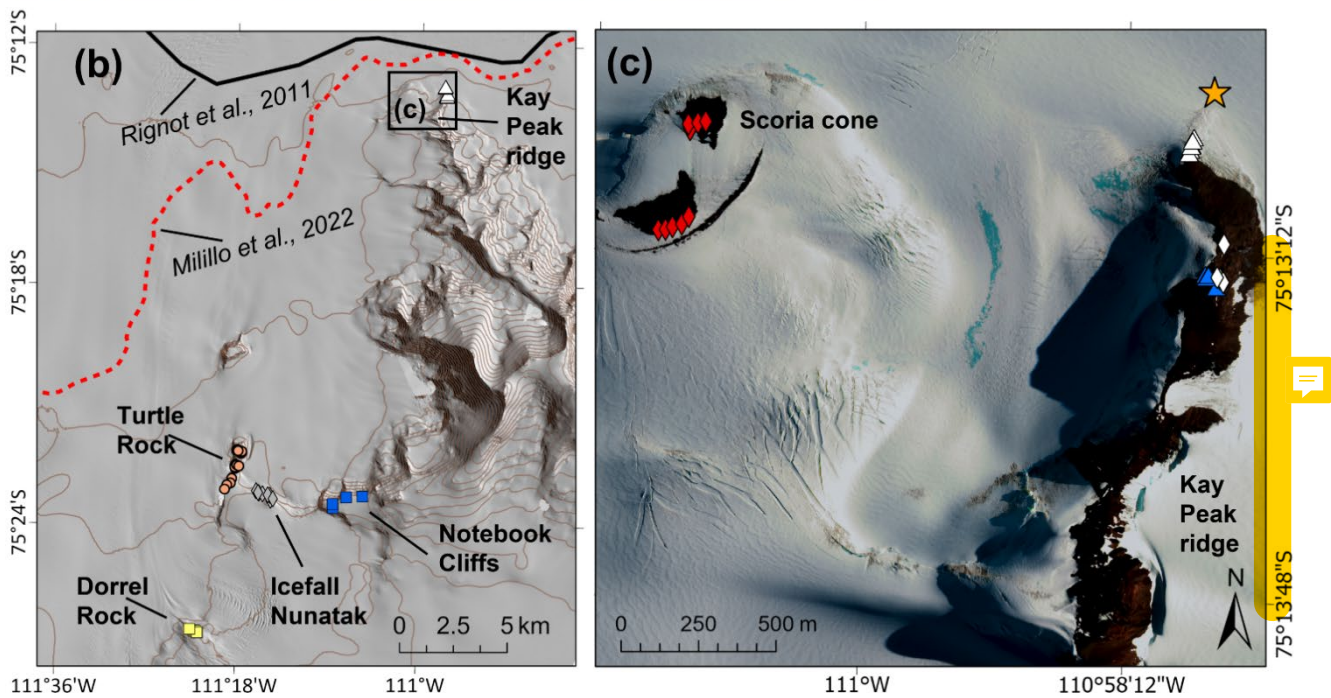 (b)
75°12'S
75°18'S
75°24'S
Rignot et al., 2011
Milillo et al., 2022
(c)
Kay
Peak
ridge
Turtle
Rock
Notebook
Cliffs
Dorrel
Rock
Icefall
Nunatak
0 2.5 5 km
111°36'W 111°18'W 111°W
(c)
Scoria cone
75°13'12"S
Kay
Peak
ridge
N
75°13'48"S
0 250 500 m
111°W 110°58'12"W